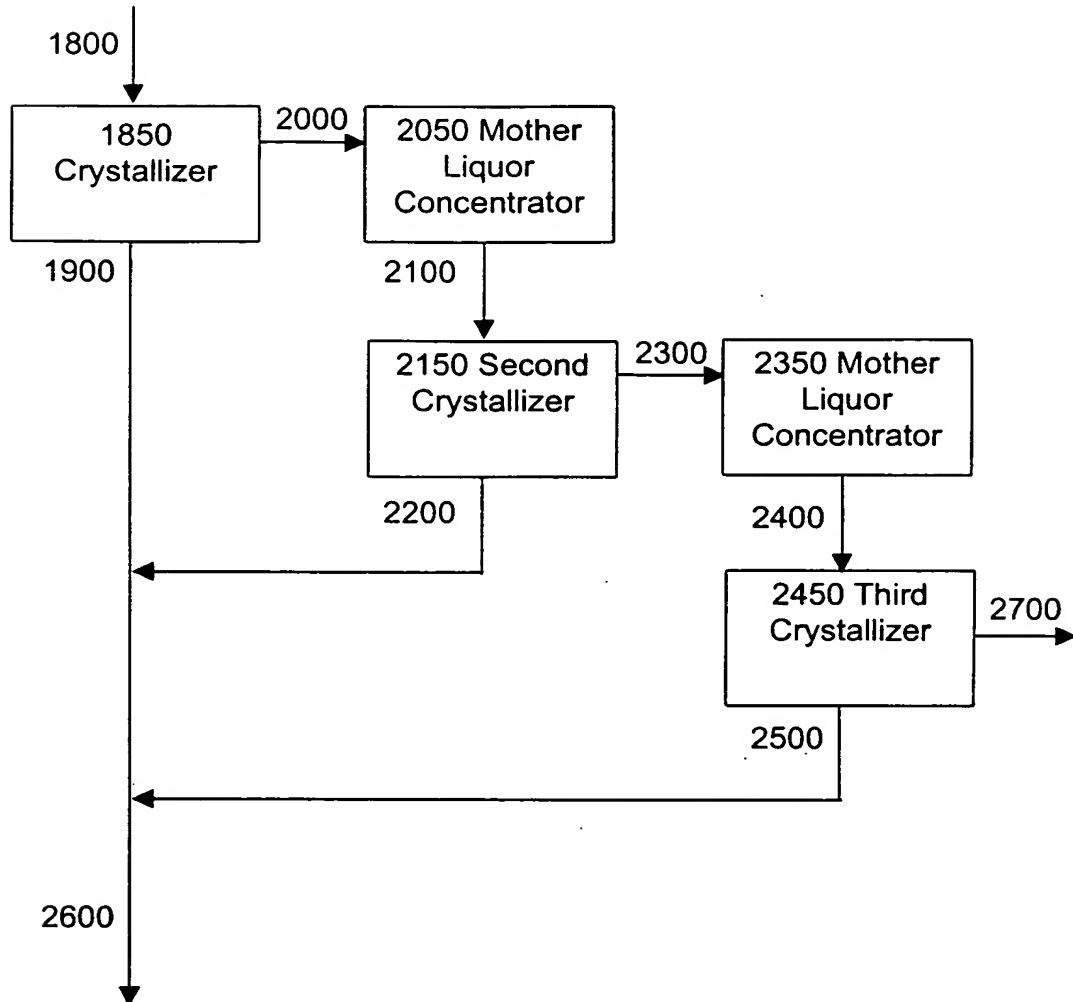 1800
1850
Crystallizer
2000
2050 Mother
Liquor
Concentrator
1900
2100
2150 Second
Crystallizer
2300
2350 Mother
Liquor
Concentrator
2200
2400
2450 Third
Crystallizer
2700
2500
2600